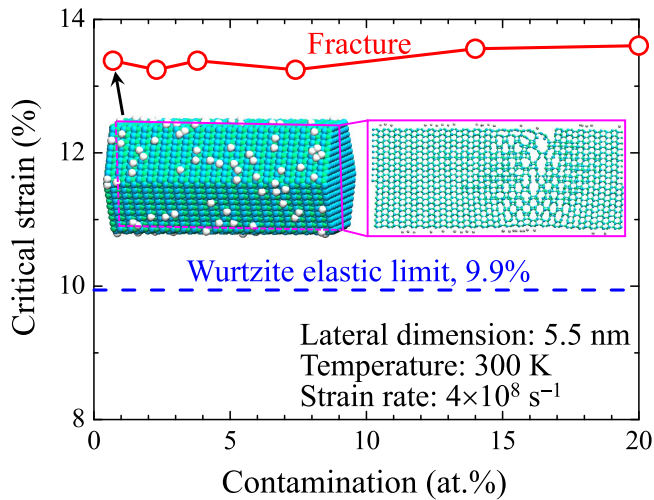 14
12
10
8
Critical strain (%)
Fracture
Wurtzite elastic limit, 9.9%
Lateral dimension: 5.5 nm
Temperature: 300 K
Strain rate: 4×10⁸ s⁻¹
0 5 10 15 20
Contamination (at.%)